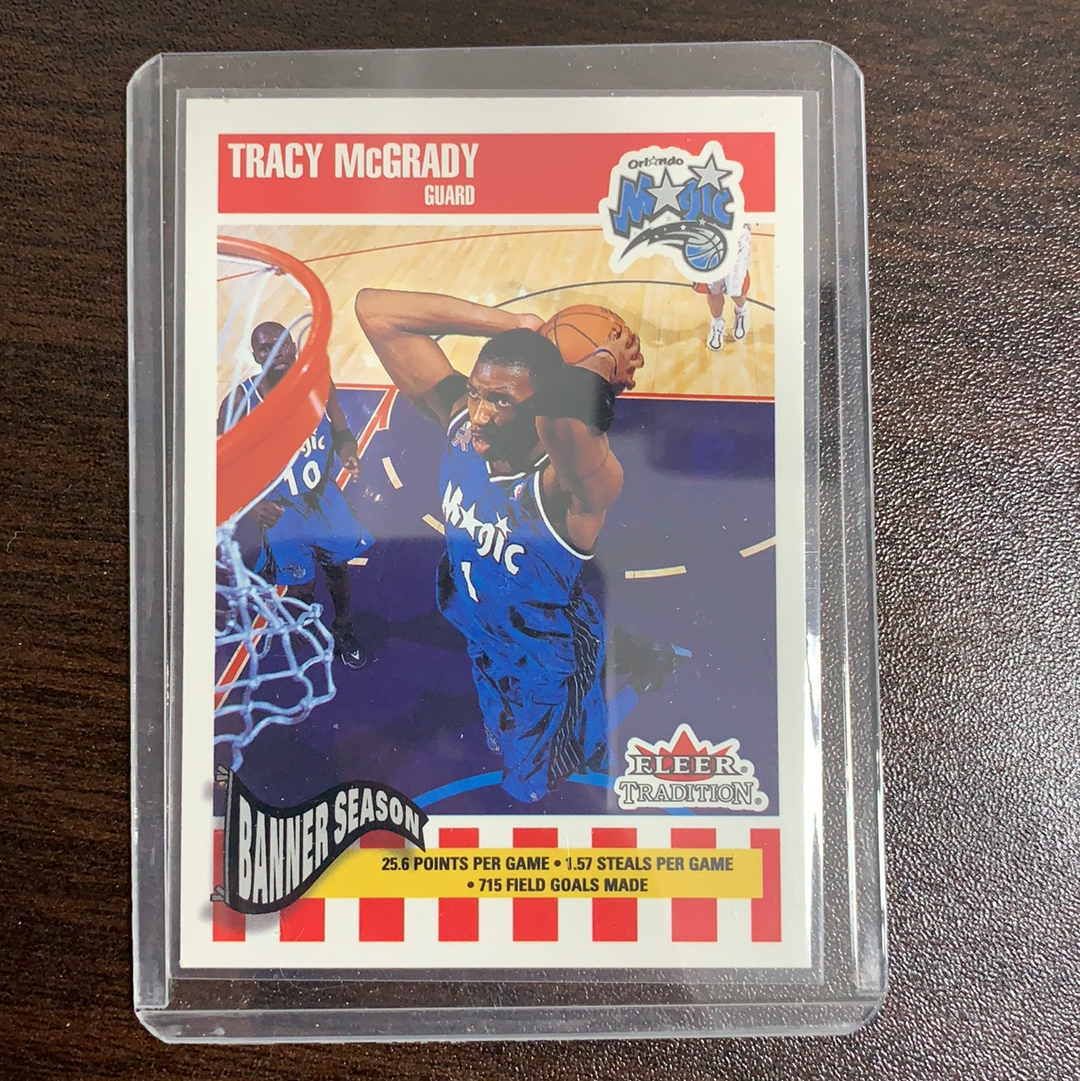 TRACY McGRADY
GUARD
Orlando
Magic
gic
10
Magic
1
FLEER®
TRADITION®
BANNER SEASON
25.6 POINTS PER GAME • 1.57 STEALS PER GAME
• 715 FIELD GOALS MADE